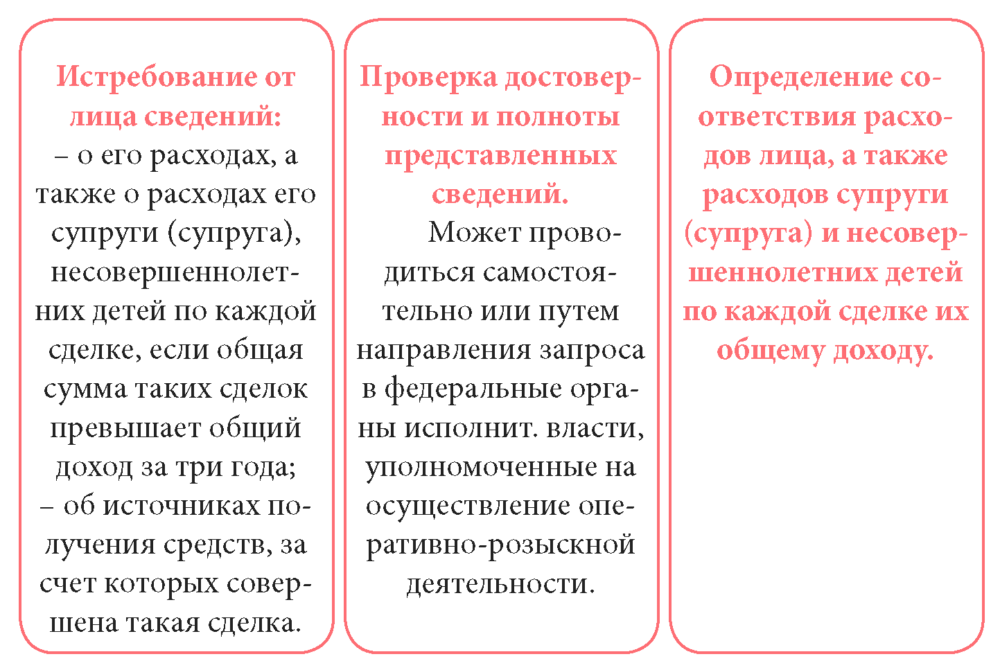 Истребование от
лица сведений:
– о его расходах, а
также о расходах его
супруги (супруга),
несовершеннолет-
них детей по каждой
сделке, если общая
сумма таких сделок
превышает общий
доход за три года;
– об источниках по-
лучения средств, за
счет которых совер-
шена такая сделка.
Проверка достовер-
ности и полноты
представленных
сведений.
Может прово-
диться самостоя-
тельно или путем
направления запроса
в федеральные орга-
ны исполнит. власти,
уполномоченные на
осуществление опе-
ративно-розыскной
деятельности.
Определение со-
ответствия расхо-
дов лица, а также
расходов супруги
(супруга) и несовер-
шеннолетних детей
по каждой сделке их
общему доходу.